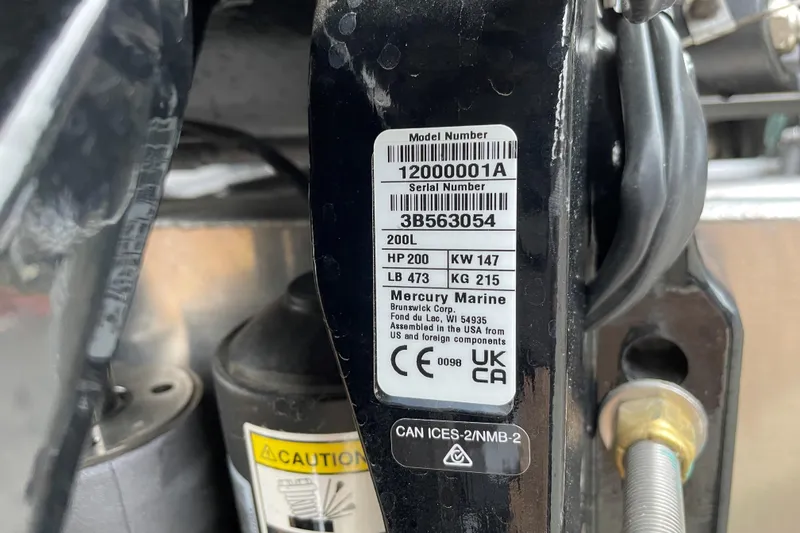 Model Number
12000001A
Serial Number
3B563054
200L
HP 200 KW 147
LB 473 KG 215
Mercury Marine
Brunswick Corp.
Fond du Lac, WI 54935
Assembled in the USA from
US and foreign components
CE 0098 UK
CA
CAN ICES-2/NMB-2
CAUTION